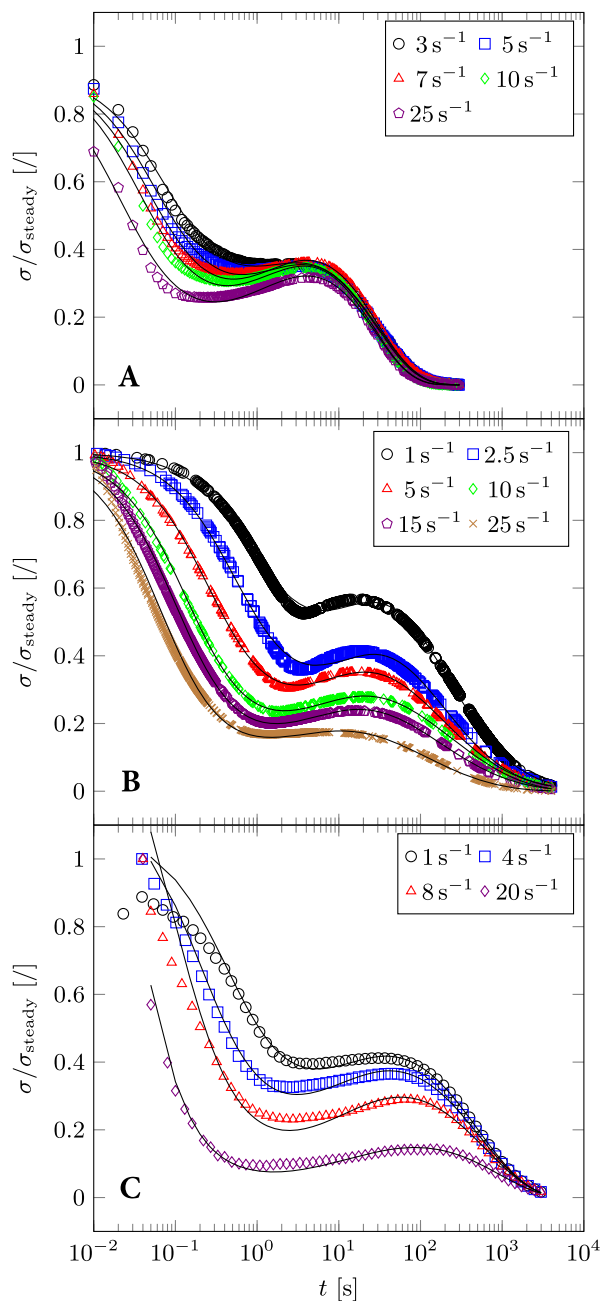 1
0.8
0.6
0.4
0.2
0
σ/σsteady [/]
3 s⁻¹ 5 s⁻¹
7 s⁻¹ 10 s⁻¹
25 s⁻¹
A
1
0.8
0.6
0.4
0.2
0
σ/σsteady [/]
1 s⁻¹ 2.5 s⁻¹
5 s⁻¹ 10 s⁻¹
15 s⁻¹ 25 s⁻¹
B
1
0.8
0.6
0.4
0.2
0
σ/σsteady [/]
1 s⁻¹ 4 s⁻¹
8 s⁻¹ 20 s⁻¹
C
10⁻² 10⁻¹ 10⁰ 10¹ 10² 10³ 10⁴
t [s]